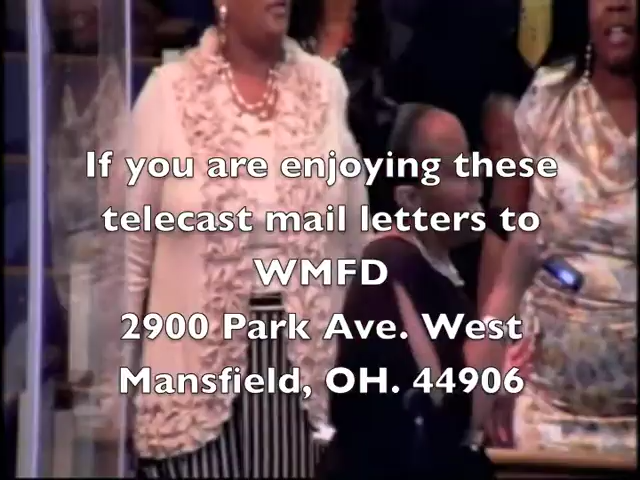 If you are enjoying these
telecast mail letters to
WMFD
2900 Park Ave. West
Mansfield, OH. 44906